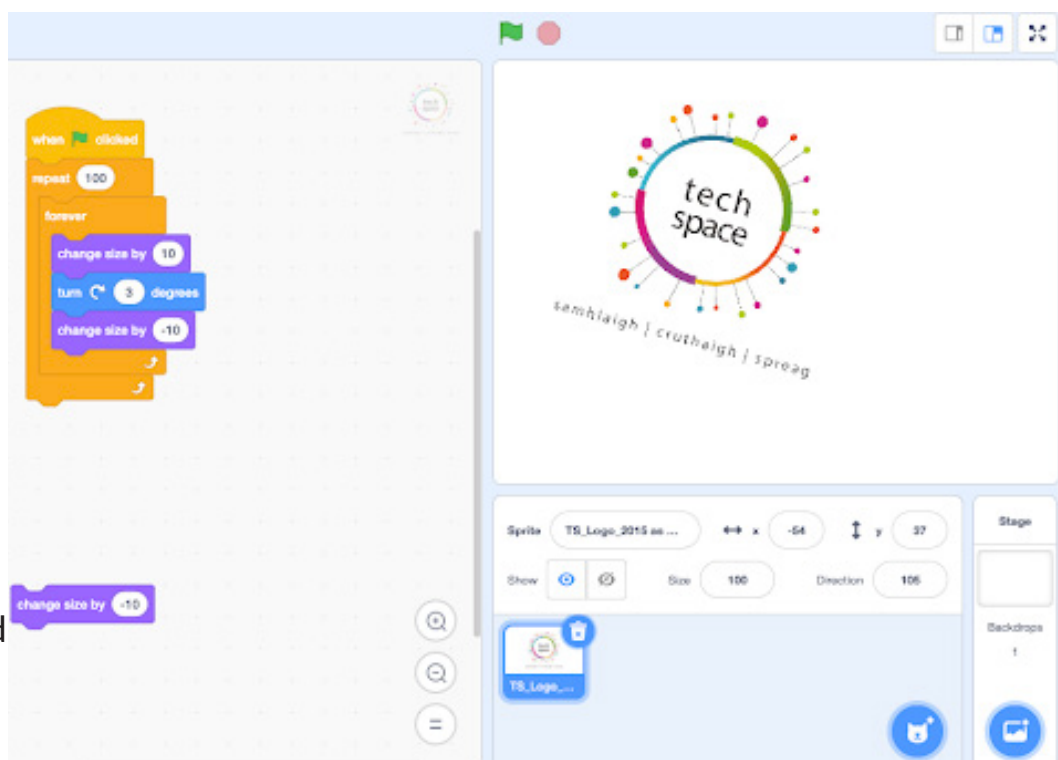 when clicked
repeat 100
forever
change size by 10
turn 3 degrees
change size by -10
change size by -10
d
tech
space
samhlaigh | cruthaigh | spreag
Sprite TS_Logo_2015 as ... x -54 y 37
Show Size 100 Direction 105
TS_Logo_...
Stage
Backdrops
1